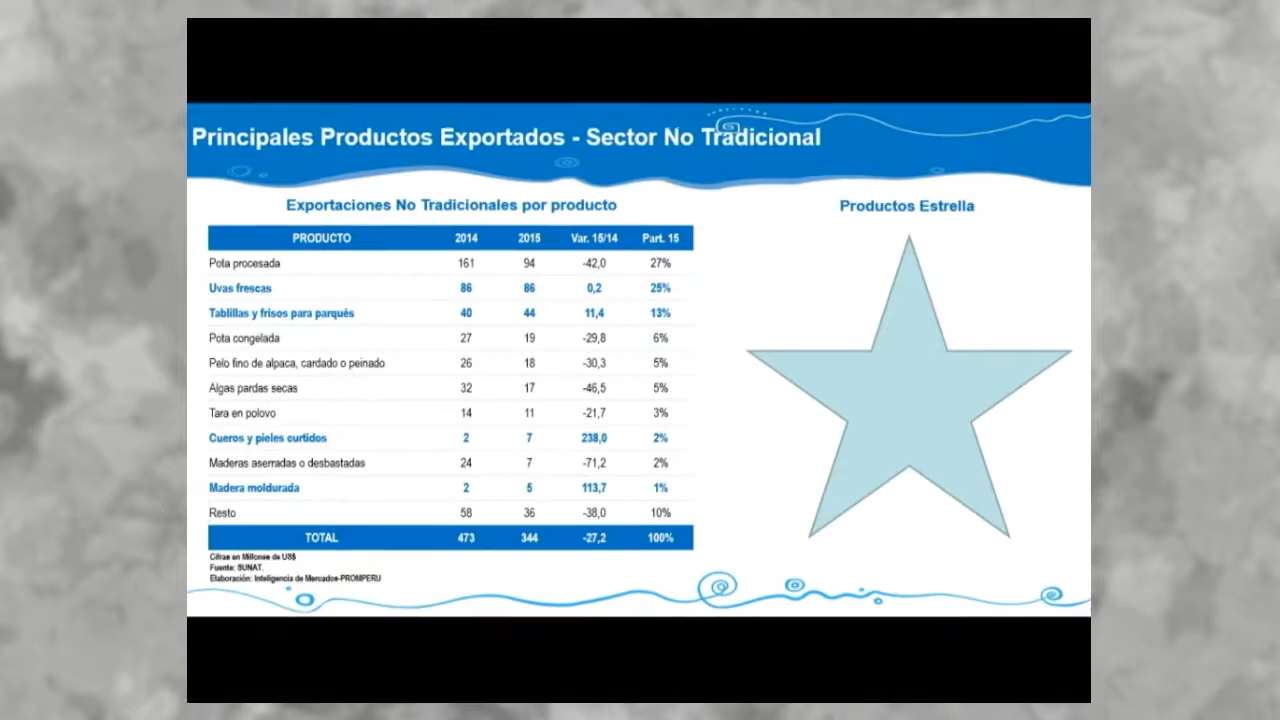 Principales Productos Exportados - Sector No Tradicional
Exportaciones No Tradicionales por producto
Productos Estrella
PRODUCTO 2014 2015 Var. 15/14 Part. 15
Pota procesada 161 94 -42,0 27%
Uvas frescas 86 86 0,2 25%
Tablillas y frisos para parqués 40 44 11,4 13%
Pota congelada 27 19 -29,8 6%
Pelo fino de alpaca, cardado o peinado 26 18 -30,3 5%
Algas pardas secas 32 17 -46,5 5%
Tara en polovo 14 11 -21,7 3%
Cueros y pieles curtidos 2 7 238,0 2%
Maderas aserradas o desbastadas 24 7 -71,2 2%
Madera moldurada 2 5 113,7 1%
Resto 58 36 -38,0 10%
TOTAL 473 344 -27,2 100%
Cifras en Millones de US$
Fuente: SUNAT.
Elaboración: Inteligencia de Mercados-PROMPERU